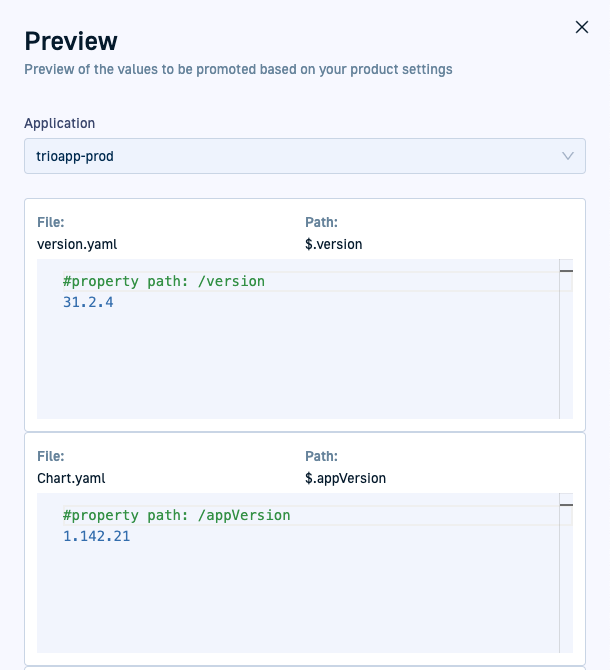 Preview
Preview of the values to be promoted based on your product settings
Application
trioapp-prod
File:
Path:
version.yaml
$.version
#property path: /version
31.2.4
File:
Path:
Chart.yaml
$.appVersion
#property path: /appVersion
1.142.21